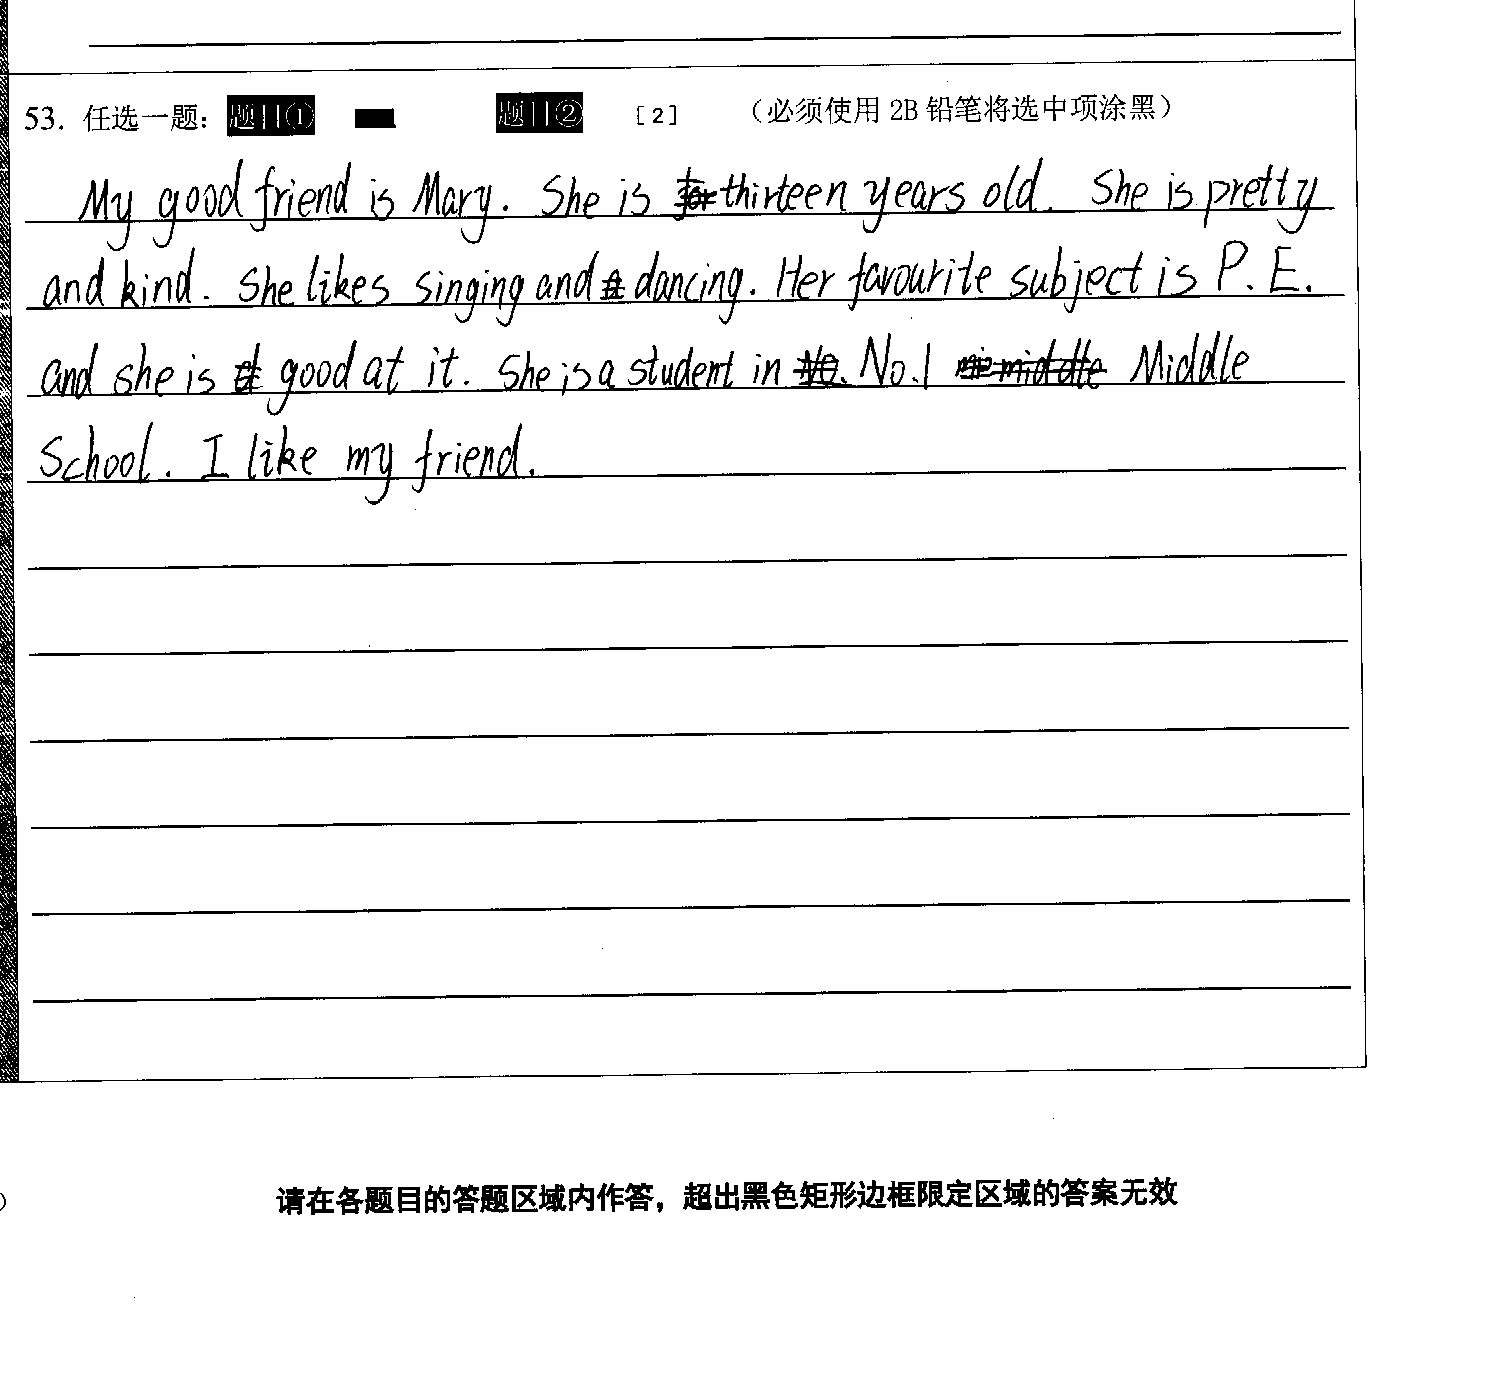 53. 任选一题: 题目① 题目② [2] (必须使用 2B 铅笔将选中项涂黑)
My good friend is Mary. She is thirteen years old. She is pretty
and kind. She likes singing and dancing. Her favourite subject is P.E.
and she is good at it. She is a student in No.1 Middle
School. I like my friend.
请在各题目的答题区域内作答，超出黑色矩形边框限定区域的答案无效